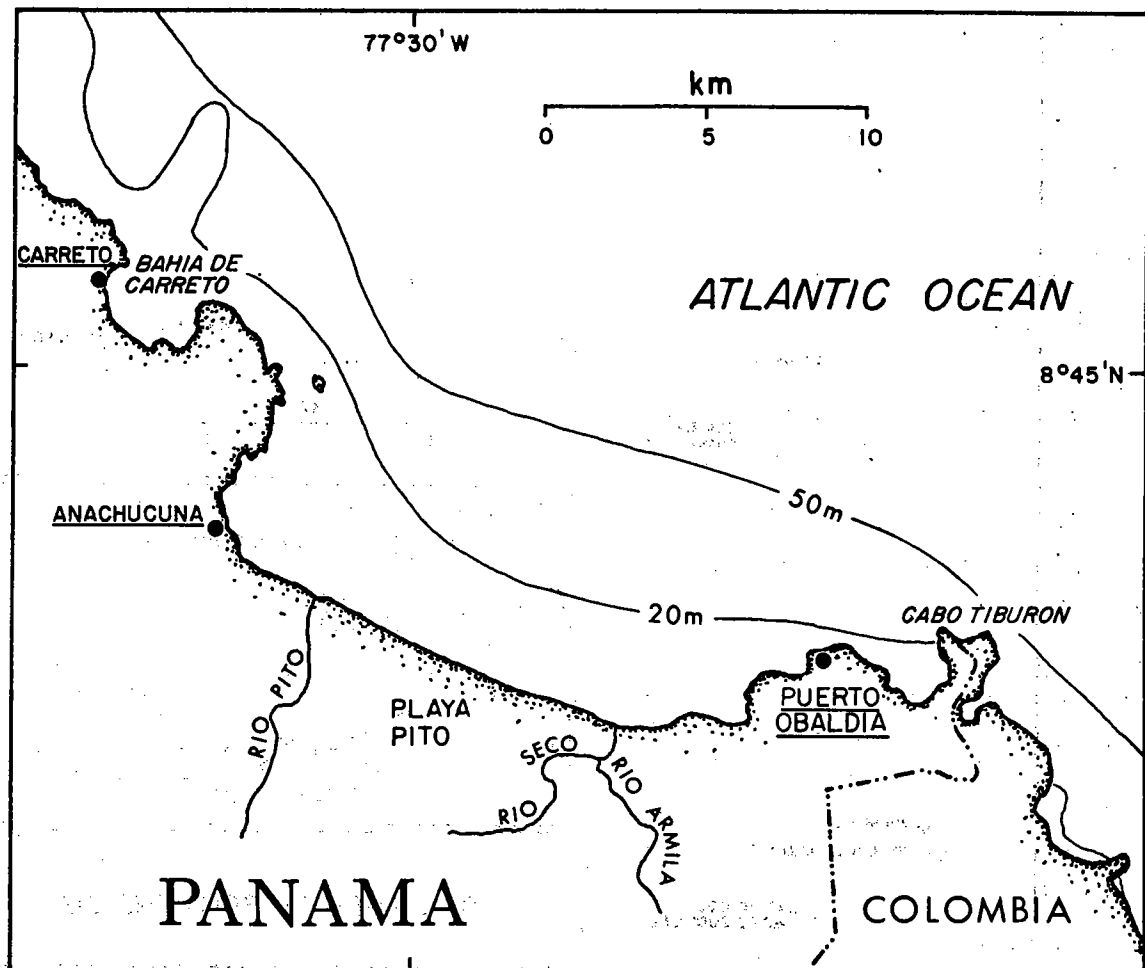 77°30' W
km
0 5 10
CARRETO
BAHIA DE
CARRETO
ATLANTIC OCEAN
8°45'N
ANACHUCUNA
50m
20m
CABO TIBURON
RIO PITO
PLAYA
PITO
PUERTO
OBALDIA
RIO SECO
RIO ARMILA
PANAMA
COLOMBIA